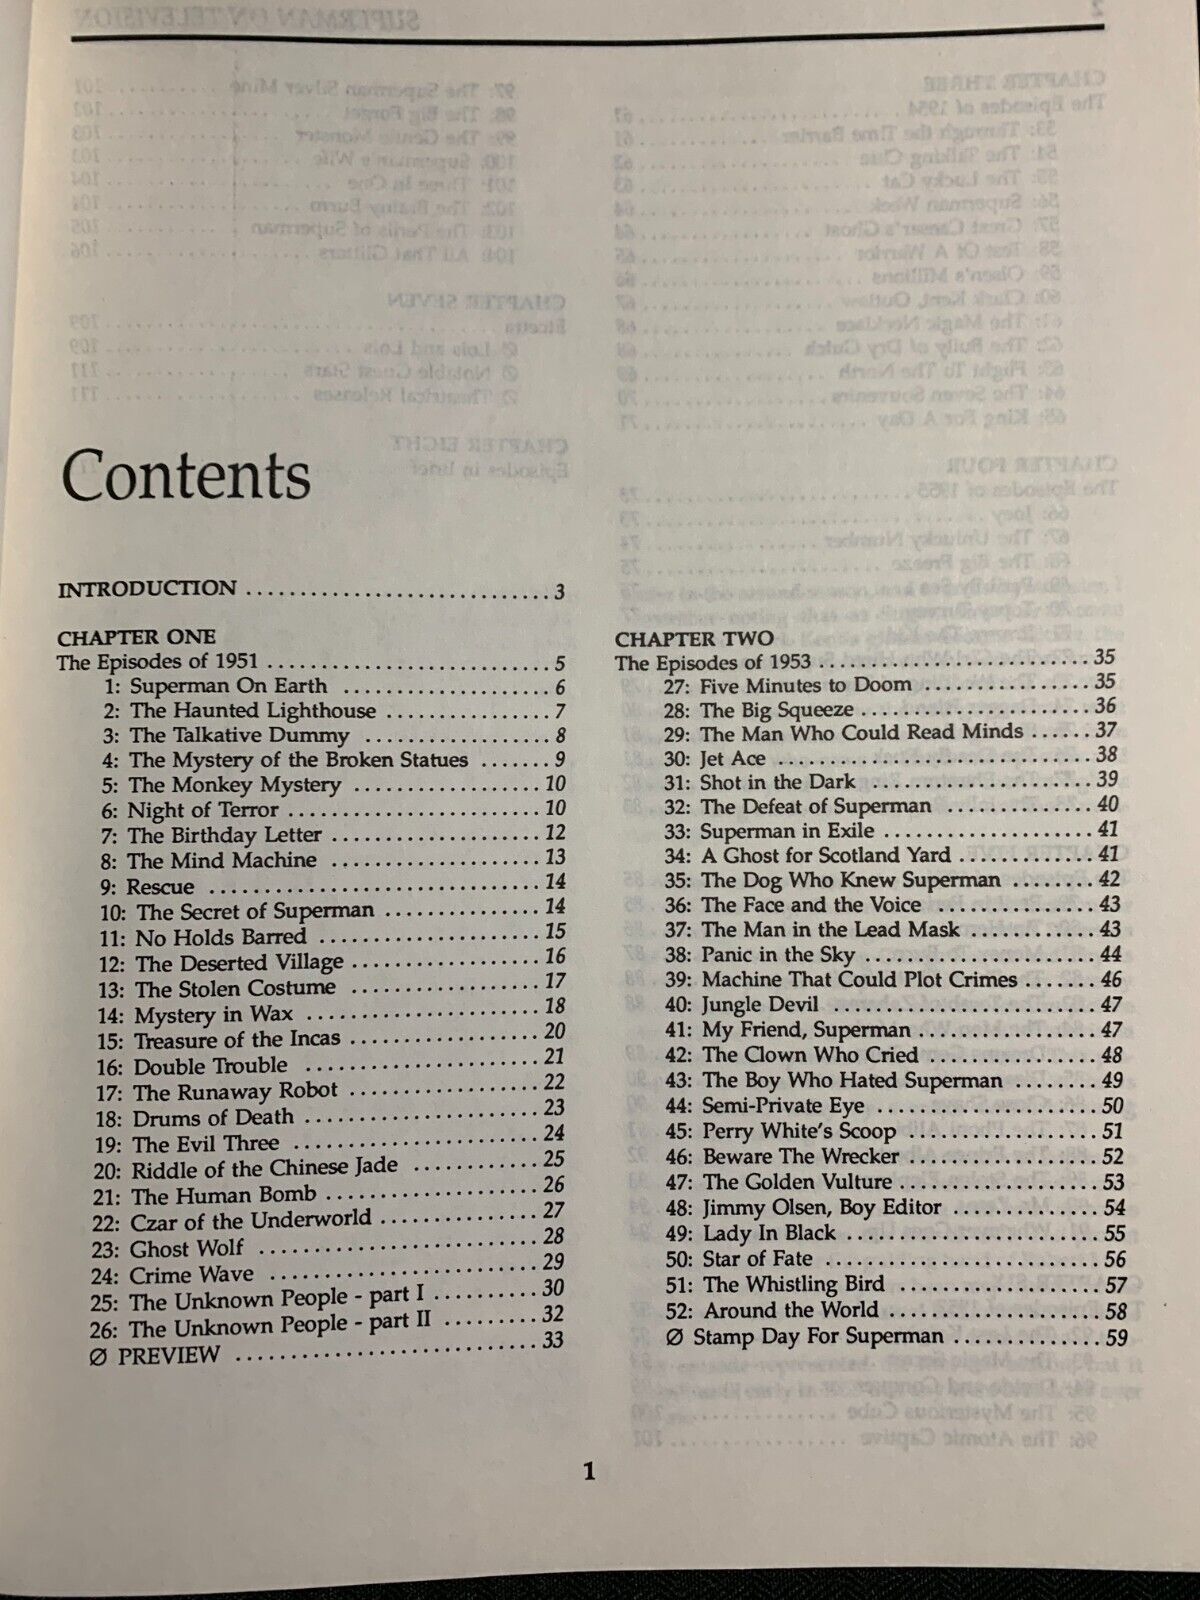 Contents
INTRODUCTION ............................. 3
CHAPTER ONE
The Episodes of 1951 ........................... 5
1: Superman On Earth .................... 6
2: The Haunted Lighthouse ................ 7
3: The Talkative Dummy .................. 8
4: The Mystery of the Broken Statues ....... 9
5: The Monkey Mystery .................. 10
6: Night of Terror ......................... 10
7: The Birthday Letter .................... 12
8: The Mind Machine .................... 13
9: Rescue ................................ 14
10: The Secret of Superman ............... 14
11: No Holds Barred ..................... 15
12: The Deserted Village .................. 16
13: The Stolen Costume .................. 17
14: Mystery in Wax ...................... 18
15: Treasure of the Incas .................. 20
16: Double Trouble ...................... 21
17: The Runaway Robot .................. 22
18: Drums of Death ...................... 23
19: The Evil Three ....................... 24
20: Riddle of the Chinese Jade ............ 25
21: The Human Bomb .................... 26
22: Czar of the Underworld ............... 27
23: Ghost Wolf .......................... 28
24: Crime Wave ......................... 29
25: The Unknown People - part I .......... 30
26: The Unknown People - part II ......... 32
Ø PREVIEW ............................ 33
CHAPTER TWO
The Episodes of 1953 .......................... 35
27: Five Minutes to Doom ................ 35
28: The Big Squeeze ...................... 36
29: The Man Who Could Read Minds ...... 37
30: Jet Ace .............................. 38
31: Shot in the Dark ..................... 39
32: The Defeat of Superman .............. 40
33: Superman in Exile .................... 41
34: A Ghost for Scotland Yard ............. 41
35: The Dog Who Knew Superman ........ 42
36: The Face and the Voice ................ 43
37: The Man in the Lead Mask ............ 43
38: Panic in the Sky ...................... 44
39: Machine That Could Plot Crimes ....... 46
40: Jungle Devil .......................... 47
41: My Friend, Superman ................. 47
42: The Clown Who Cried ................ 48
43: The Boy Who Hated Superman ........ 49
44: Semi-Private Eye ..................... 50
45: Perry White's Scoop .................. 51
46: Beware The Wrecker .................. 52
47: The Golden Vulture ................... 53
48: Jimmy Olsen, Boy Editor .............. 54
49: Lady In Black ........................ 55
50: Star of Fate .......................... 56
51: The Whistling Bird ................... 57
52: Around the World .................... 58
Ø Stamp Day For Superman .............. 59
1